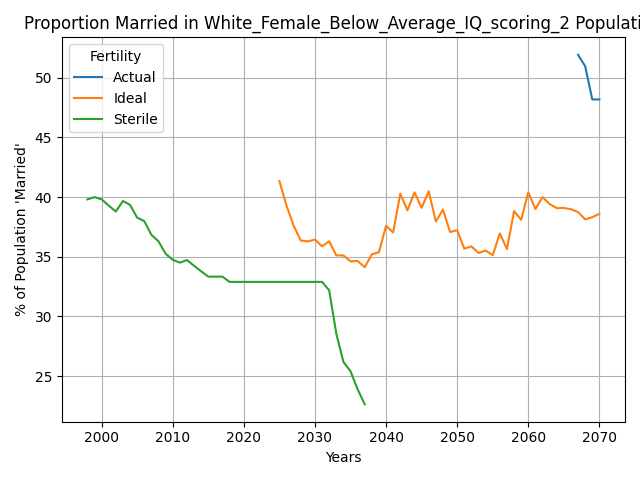 Proportion Married in White_Female_Below_Average_IQ_scoring_2 Populati
Fertility
Actual
Ideal
Sterile
% of Population 'Married'
50
45
40
35
30
25
2000 2010 2020 2030 2040 2050 2060 2070
Years